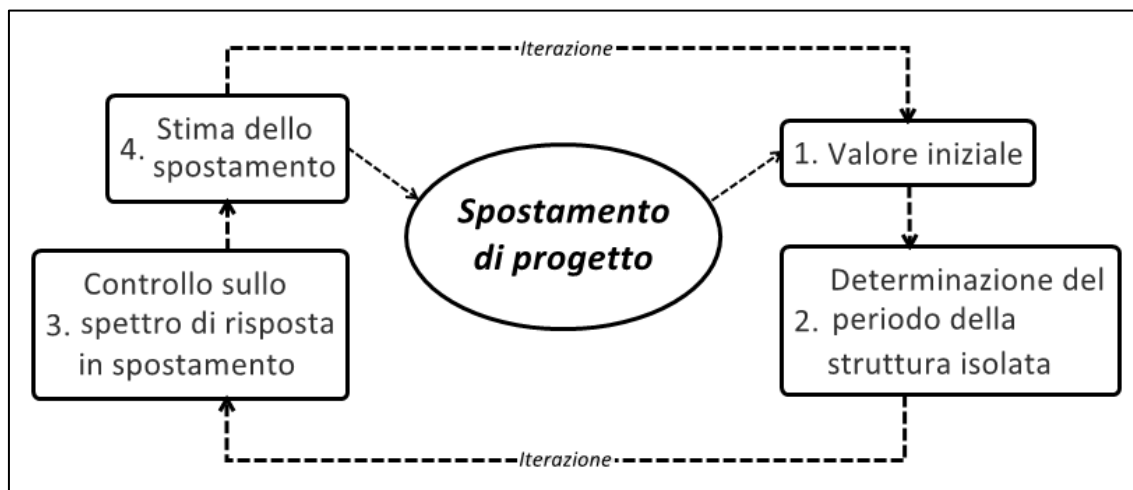 Iterazione
4. Stima dello
spostamento
1. Valore iniziale
Spostamento
di progetto
Controllo sullo
3. spettro di risposta
in spostamento
Determinazione del
2. periodo della
struttura isolata
Iterazione